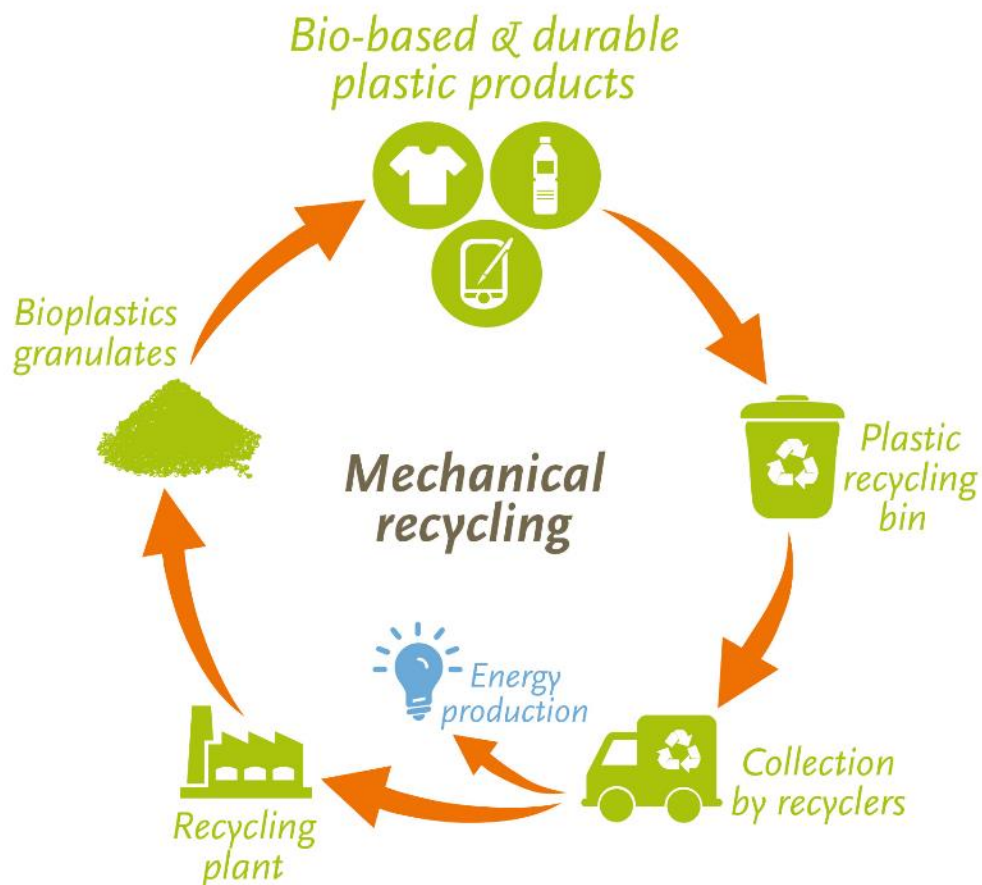 Bio-based & durable
plastic products
Plastic
recycling
bin
Collection
by recyclers
Energy
production
Recycling
plant
Bioplastics
granulates
Mechanical
recycling